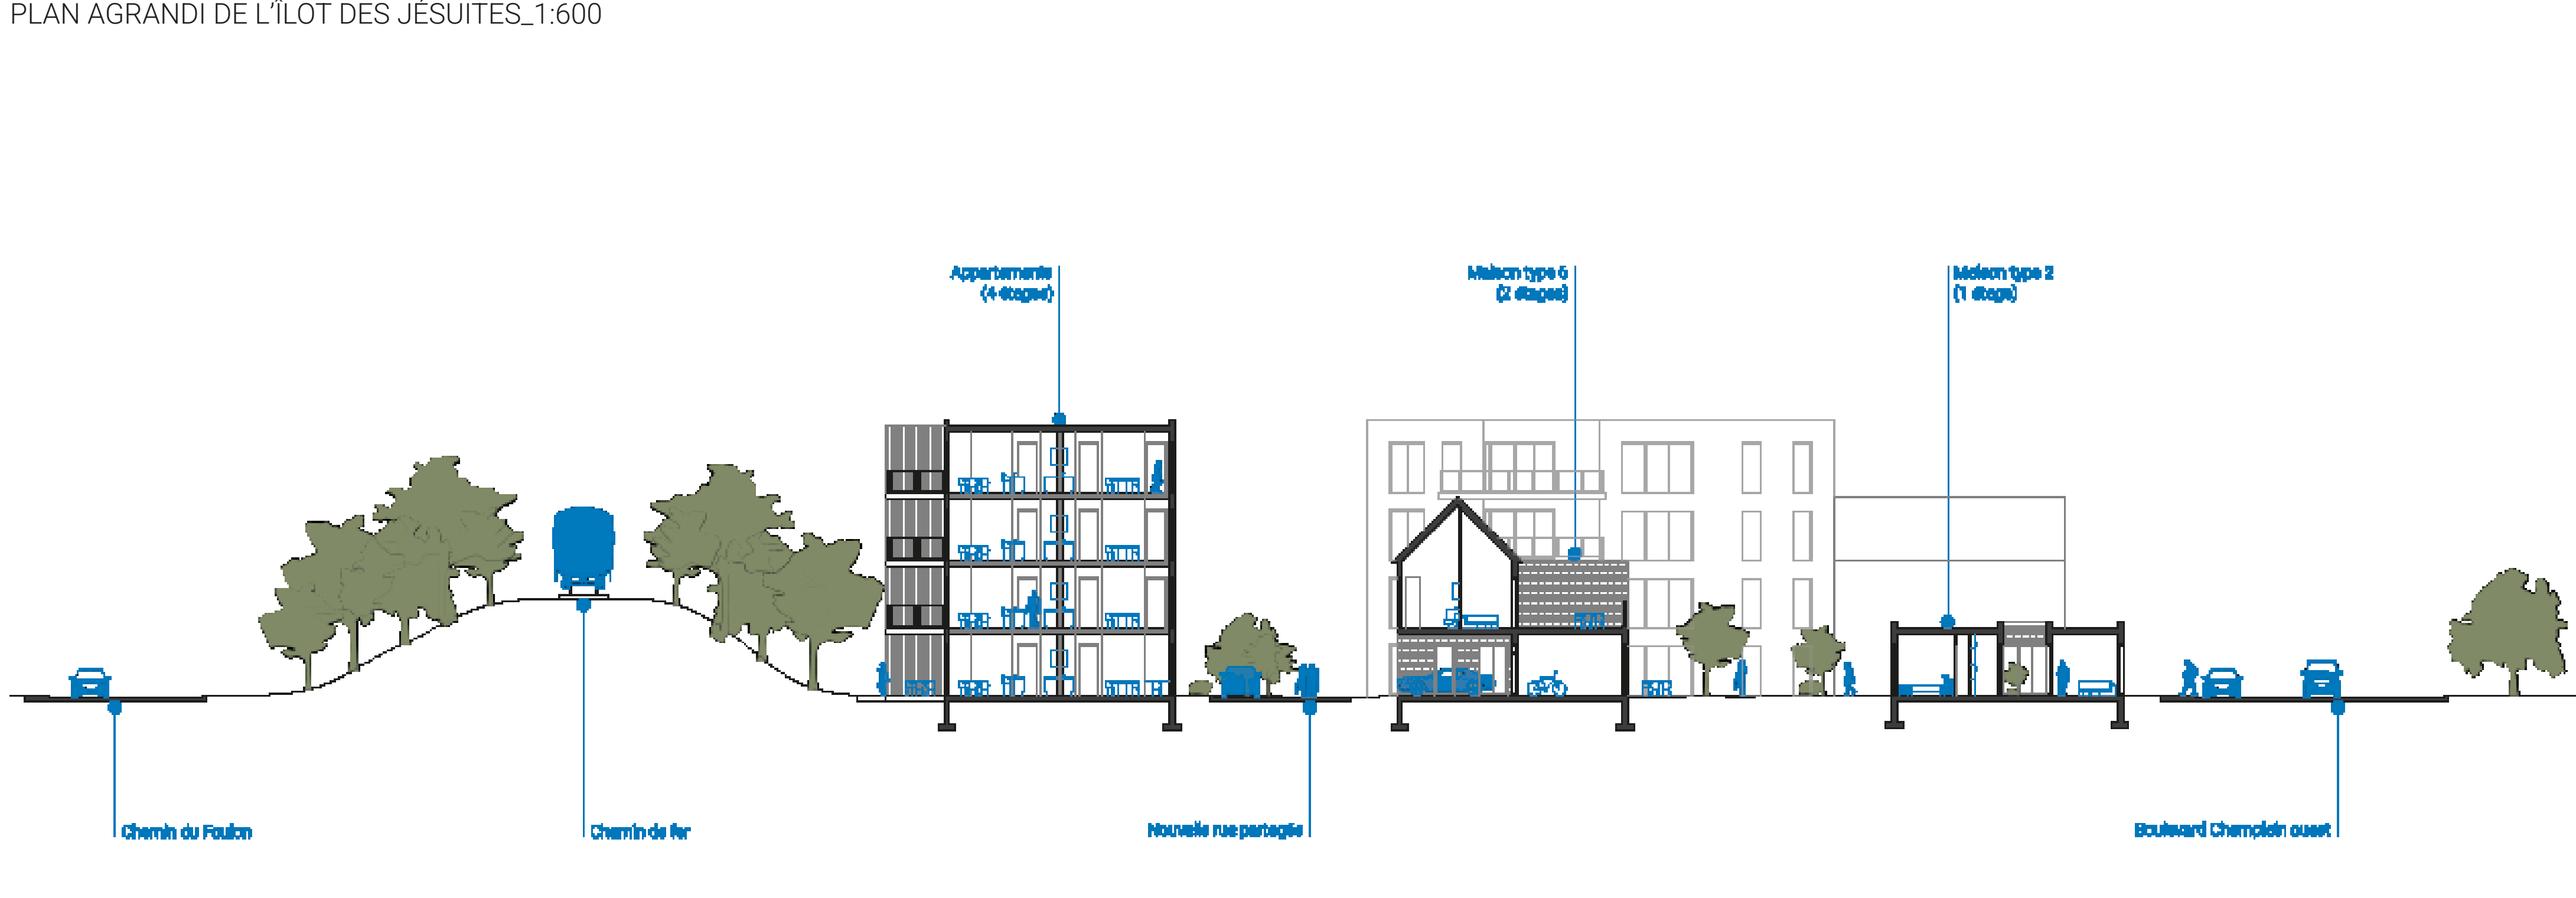 PLAN AGRANDI DE L'ÎLOT DES JÉSUITES_1:600
Appartements
(4 étages)
Maison type 6
(2 étages)
Maison type 2
(1 étage)
Chemin du Foulon
Chemin de fer
Nouvelle rue partagée
Boulevard Champlain ouest